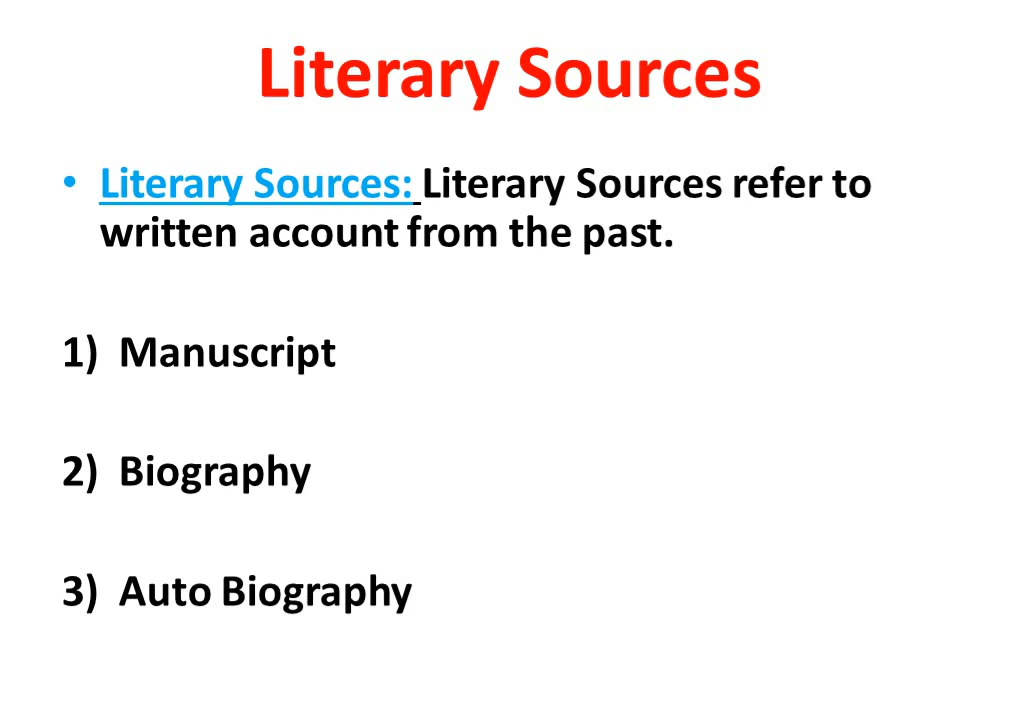 Literary Sources
• Literary Sources: Literary Sources refer to
written account from the past.
1) Manuscript
2) Biography
3) Auto Biography